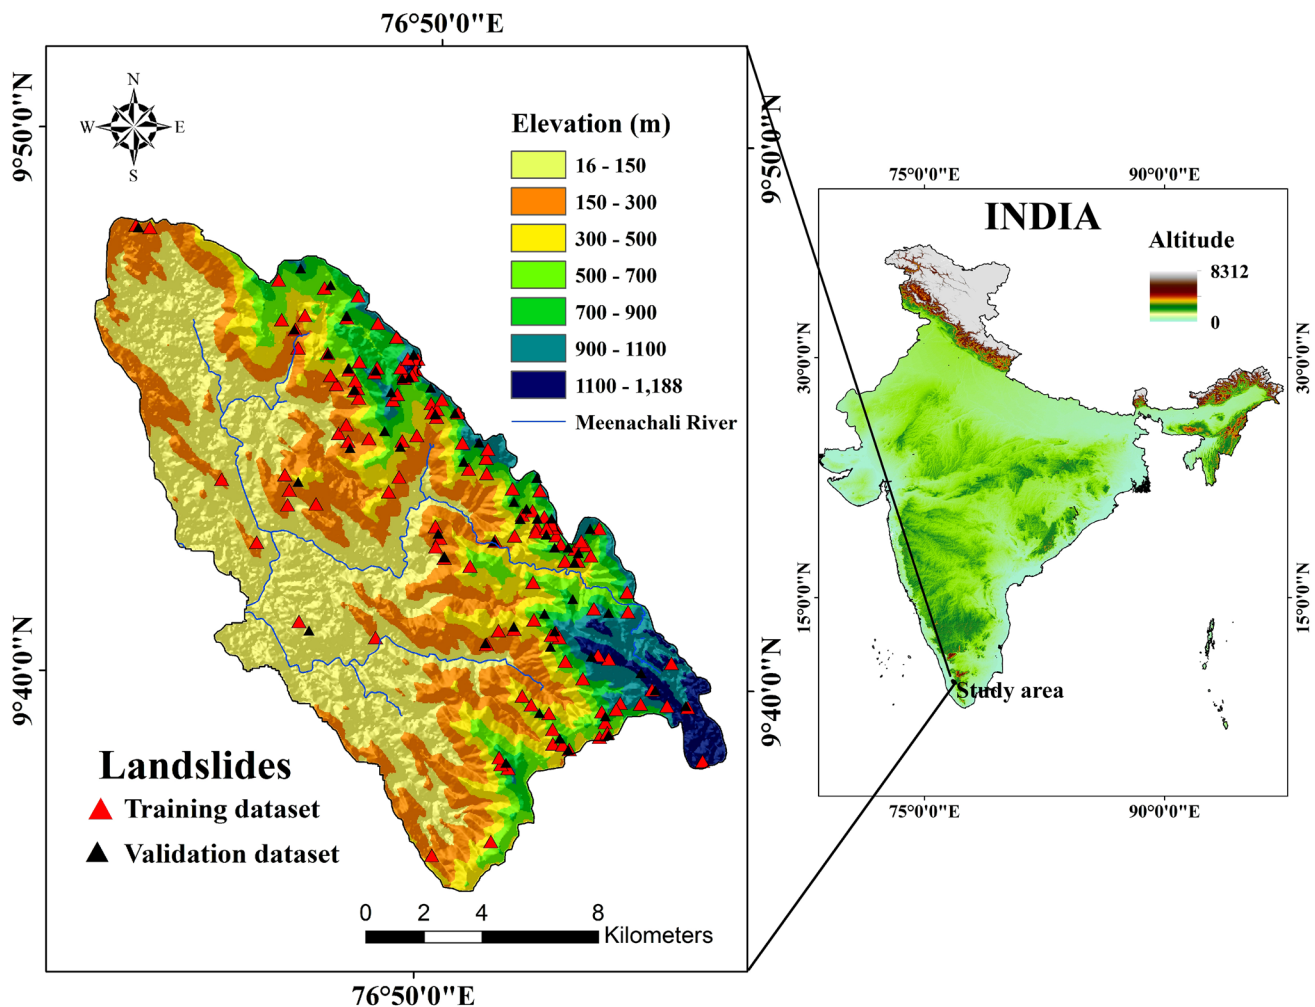 76°50'0"E
9°50'0"N
N
W
E
S
Elevation (m)
16 - 150
150 - 300
300 - 500
500 - 700
700 - 900
900 - 1100
1100 - 1,188
Meenachali River
9°50'0"N
9°40'0"N
9°40'0"N
Landslides
Training dataset
Validation dataset
0
2
4
8
Kilometers
76°50'0"E
75°0'0"E
90°0'0"E
INDIA
Altitude
8312
0
30°0'0"N
30°0'0"N
15°0'0"N
15°0'0"N
Study area
75°0'0"E
90°0'0"E